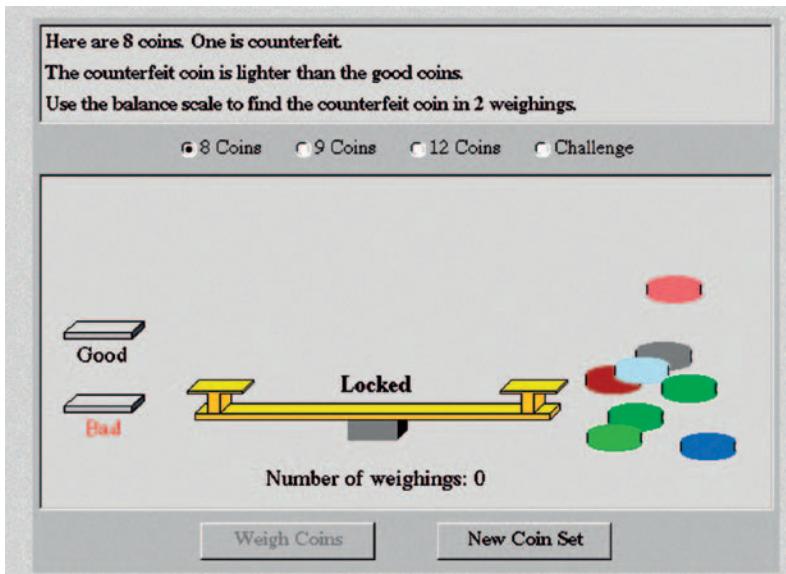 Here are 8 coins. One is counterfeit.
The counterfeit coin is lighter than the good coins.
Use the balance scale to find the counterfeit coin in 2 weighings.
8 Coins 9 Coins 12 Coins Challenge
Good
Locked
Bad
Number of weighings: 0
Weigh Coins New Coin Set